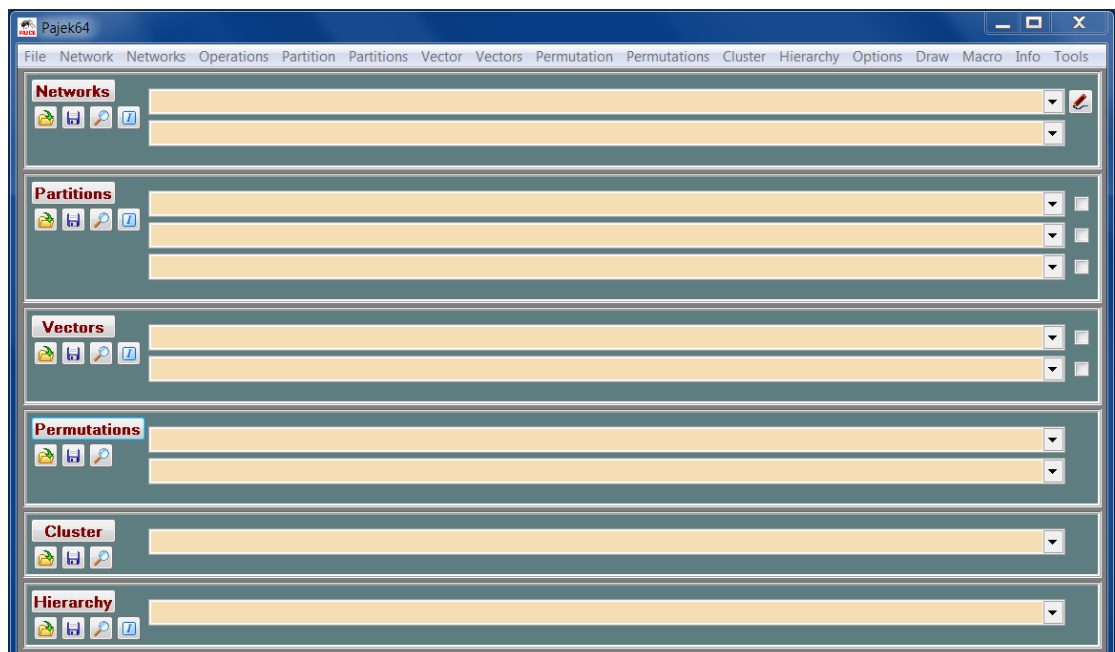 Pajek64
File Network Networks Operations Partition Partitions Vector Vectors Permutation Permutations Cluster Hierarchy Options Draw Macro Info Tools
Networks
Partitions
Vectors
Permutations
Cluster
Hierarchy